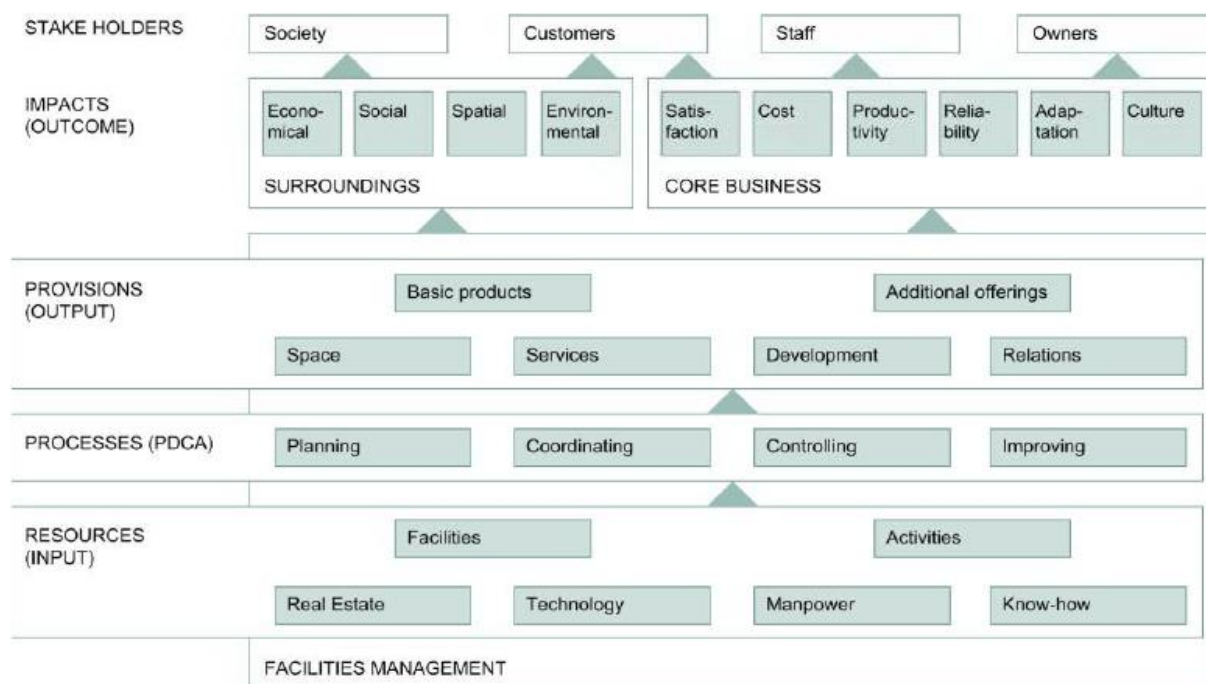 STAKE HOLDERS
Society
Customers
Staff
Owners
IMPACTS
(OUTCOME)
Econo-
mical
Social
Spatial
Environ-
mental
Satis-
faction
Cost
Produc-
tivity
Relia-
bility
Adap-
tation
Culture
SURROUNDINGS
CORE BUSINESS
PROVISIONS
(OUTPUT)
Basic products
Additional offerings
Space
Services
Development
Relations
PROCESSES (PDCA)
Planning
Coordinating
Controlling
Improving
RESOURCES
(INPUT)
Facilities
Activities
Real Estate
Technology
Manpower
Know-how
FACILITIES MANAGEMENT